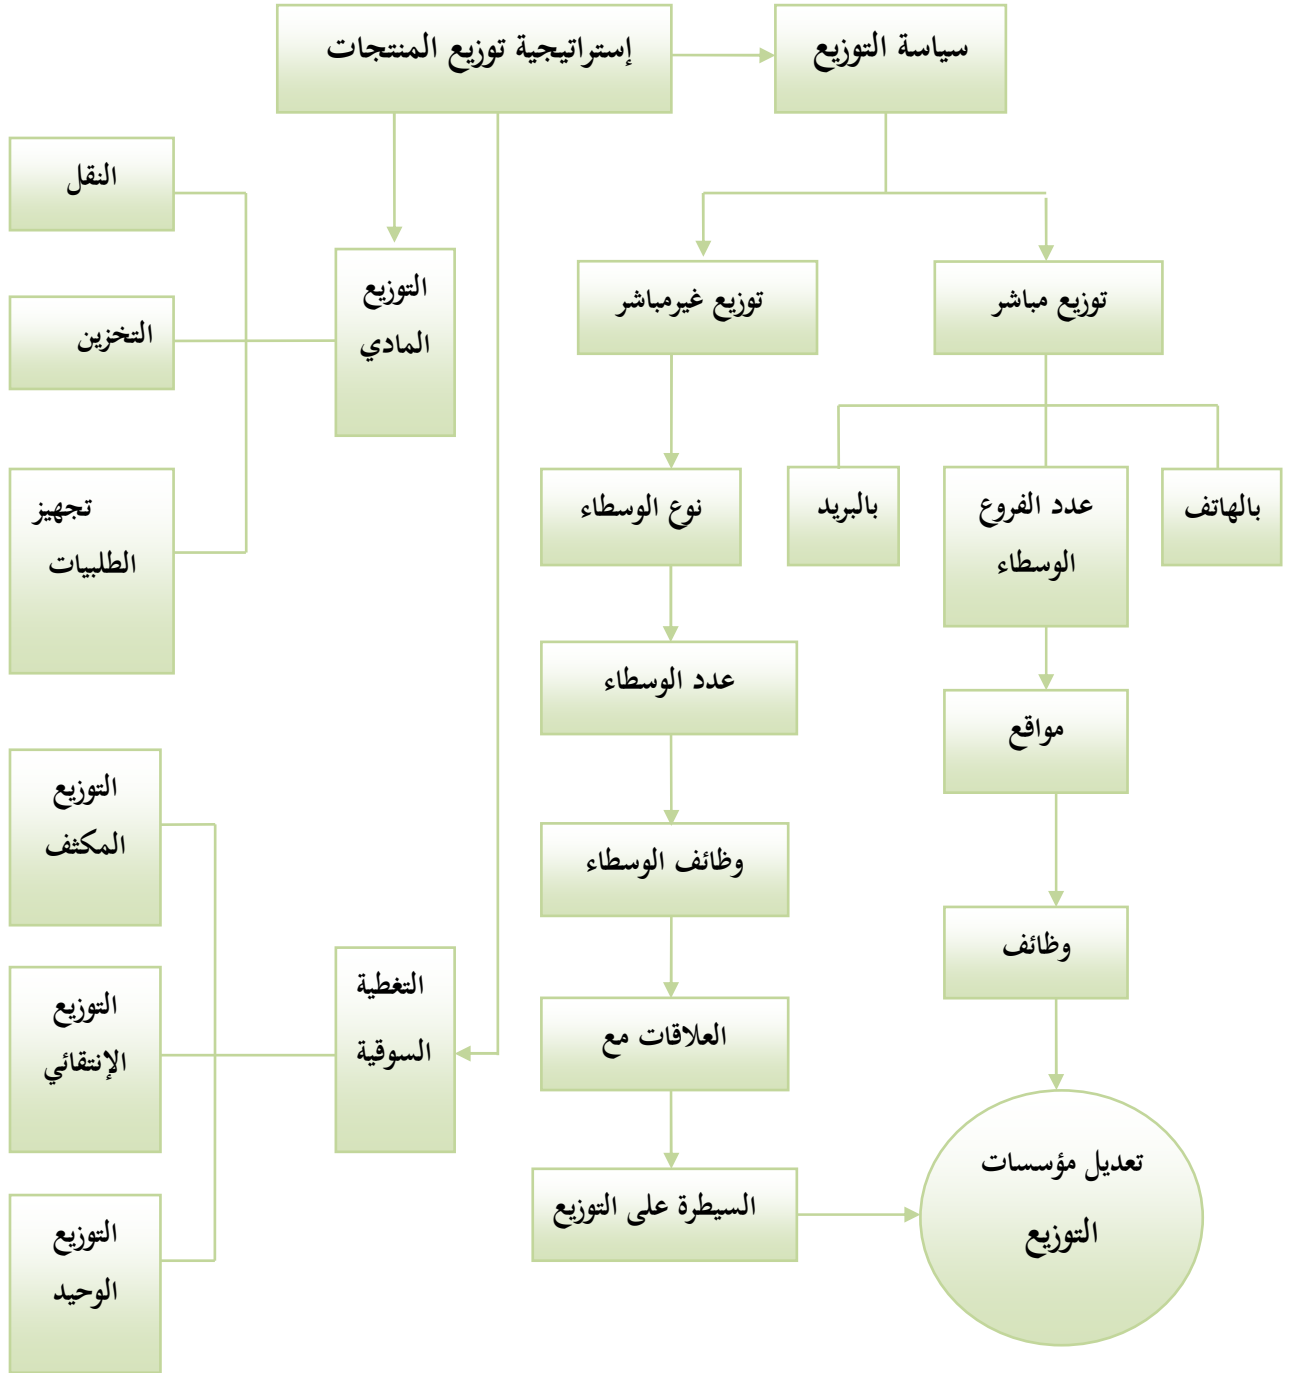 سياسة التوزيع
إستراتيجية توزيع المنتجات
توزيع مباشر
توزيع غيرمباشر
التوزيع
المادي
النقل
التخزين
تجهيز
الطلبيات
بالهاتف
عدد الفروع
الوسطاء
بالبريد
نوع الوسطاء
مواقع
عدد الوسطاء
وظائف
وظائف الوسطاء
العلاقات مع
السيطرة على التوزيع
تعديل مؤسسات
التوزيع
التغطية
السوقية
التوزيع
المكثف
التوزيع
الإنتقائي
التوزيع
الوحيد